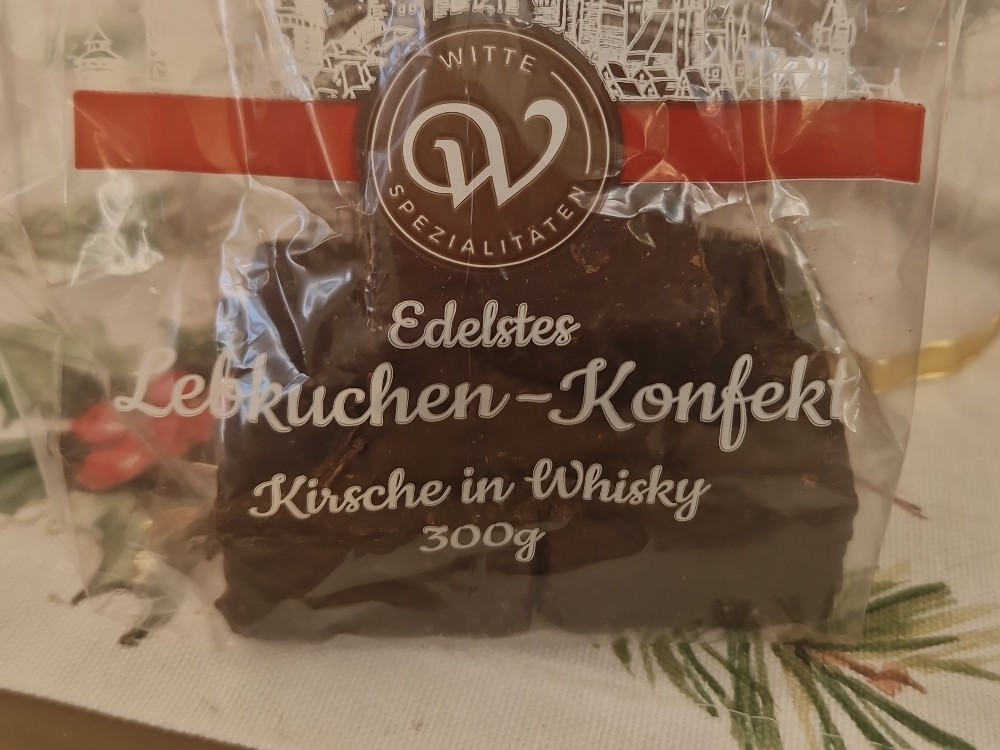 WITTE
W
SPEZIALITÄTEN
Edelstes
Lebkuchen-Konfekt
Kirsche in Whisky
300g